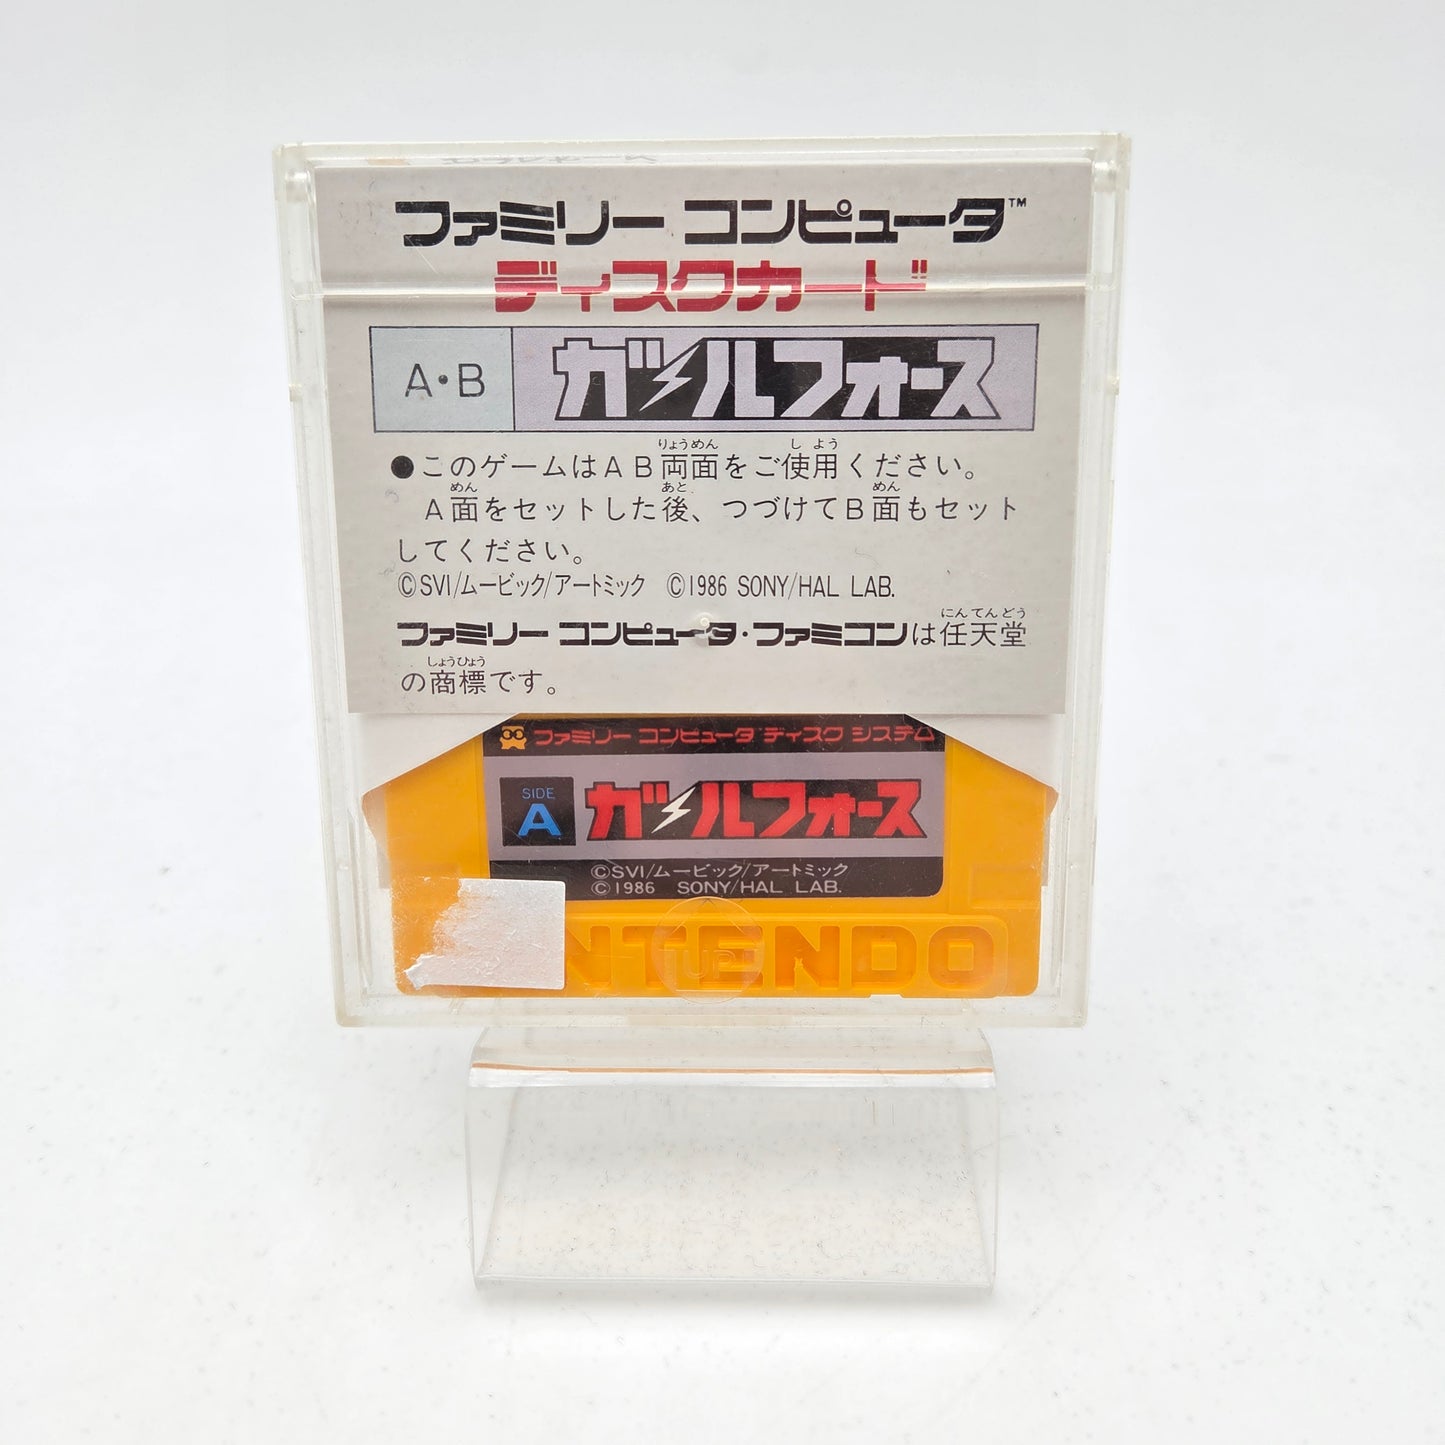 ファミリー コンピュータ™
ディスクカード
A・B
ガルフォース
りょうめん し よう
●このゲームはAB両面をご使用ください。
めん あと めん
A面をセットした後、つづけてB面もセット
してください。
©SVI/ムービック/アートミック ©1986 SONY/HAL LAB.
にんてんどう
ファミリー コンピュータ・ファミコンは任天堂
しょうひょう
の商標です。
ファミリー コンピュータ ディスク システム
SIDE
A
ガルフォース
©SVI/ムービック/アートミック
©1986 SONY/HAL LAB.
NTENDO
UP